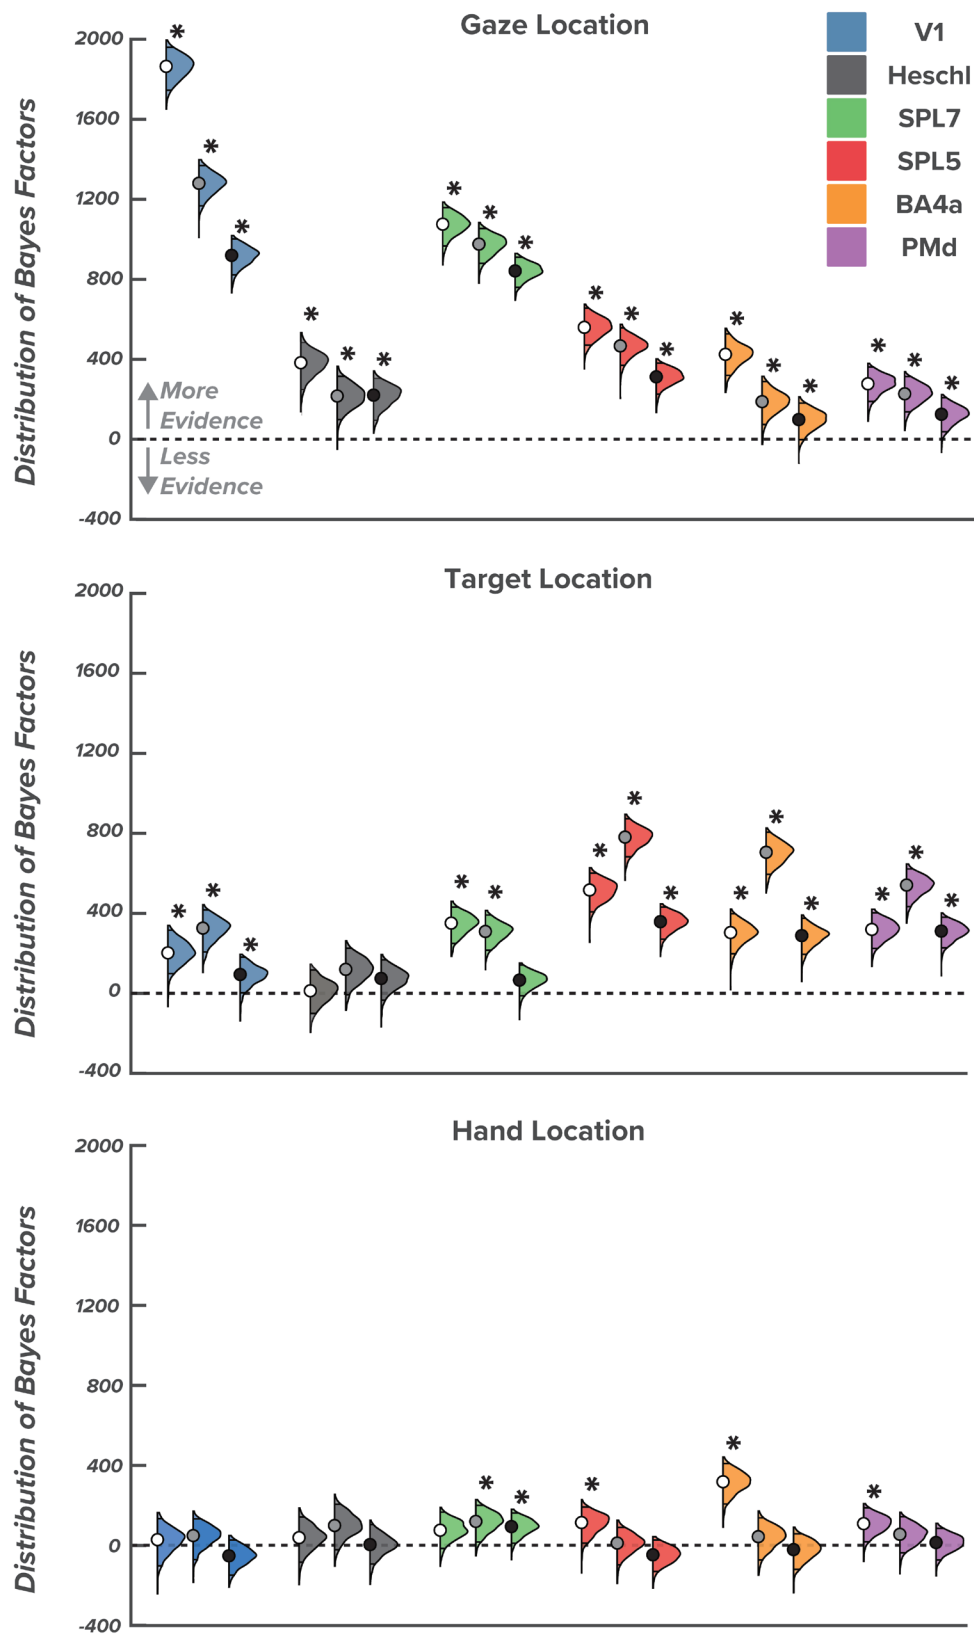 Gaze Location
V1
Heschl
SPL7
SPL5
BA4a
PMd
Distribution of Bayes Factors
2000
1600
1200
800
400
0
-400
More
Evidence
Less
Evidence
* * * * * * * * * * * * * * * * * *
Target Location
Distribution of Bayes Factors
2000
1600
1200
800
400
0
-400
* * * * * * * * * * * * * *
Hand Location
Distribution of Bayes Factors
2000
1600
1200
800
400
0
-400
* * * * *